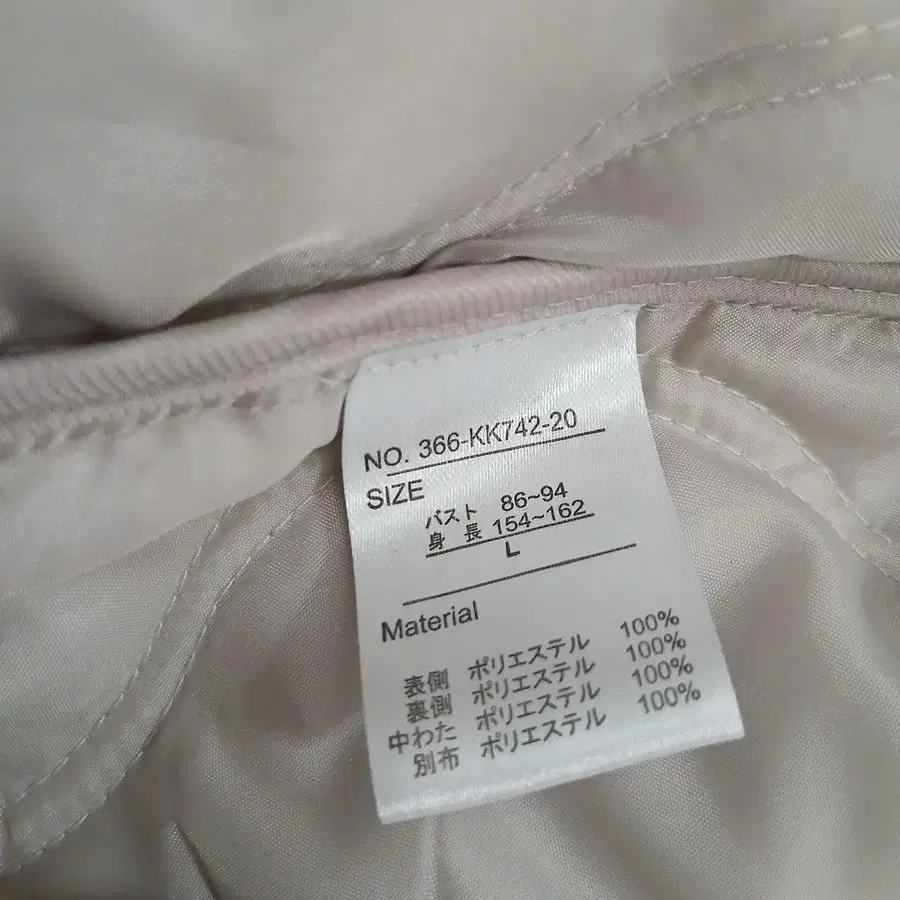 NO. 366-KK742-20
SIZE
バスト 86~94
身 長 154~162
L
Material
表側 ポリエステル 100%
裏側 ポリエステル 100%
中わた ポリエステル 100%
別布 ポリエステル 100%